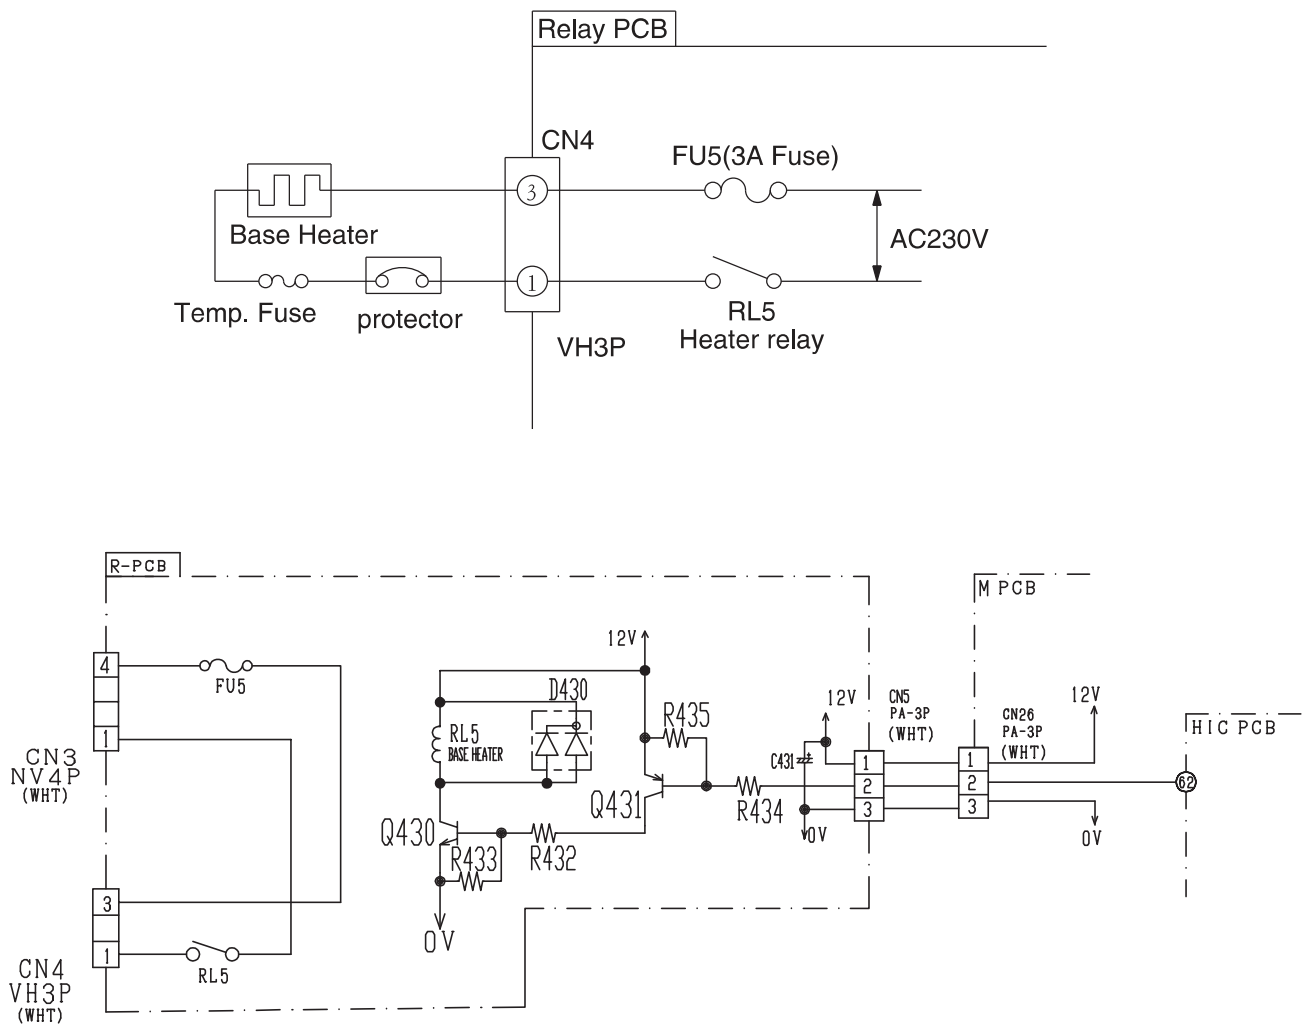 Relay PCB
CN4
FU5(3A Fuse)
3
Base Heater
AC230V
1
Temp. Fuse
protector
RL5
Heater relay
VH3P
R-PCB
M PCB
12V
4
FU5
D430
RL5
BASE HEATER
R435
12V
CN5
PA-3P
(WHT)
CN26
PA-3P
(WHT)
12V
HIC PCB
1
CN3
NV4P
(WHT)
C431
+
1
2
3
1
2
3
62
Q431
R434
0V
0V
Q430
R433
R432
0V
3
1
RL5
CN4
VH3P
(WHT)